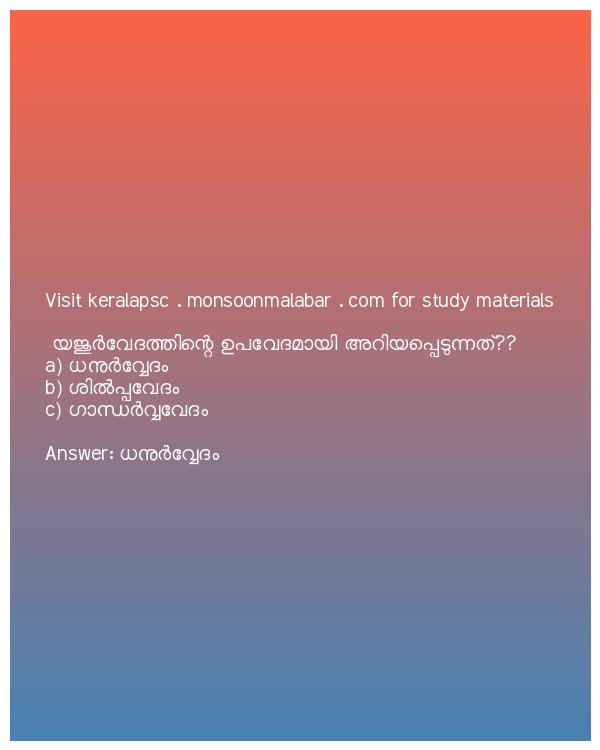 Visit keralapsc . monsoonmalabar . com for study materials
യജുർവേദത്തിന്റെ ഉപവേദമായി അറിയപ്പെടുന്നത്??
a) ധനുർവ്വേദം
b) ശിൽപ്പവേദം
c) ഗാന്ധർവ്വവേദം
Answer: ധനുർവ്വേദം